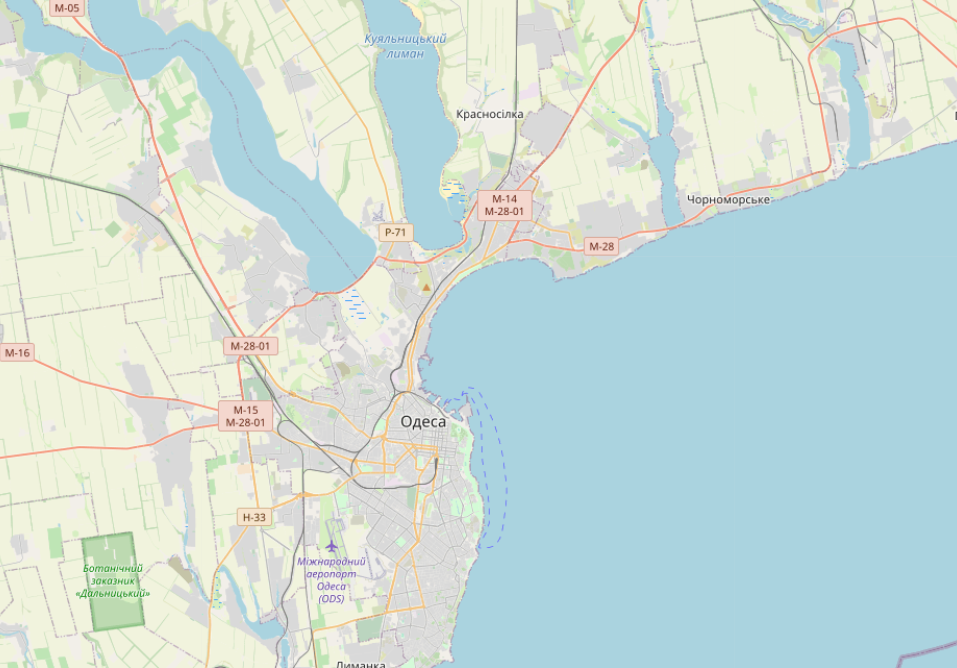 М-05
Куяльницький
лиман
Красносілка
М-14
М-28-01
Чорноморське
Р-71
М-28
М-28-01
М-16
М-15
М-28-01
Одеса
Н-33
Міжнародний
аеропорт
Одеса
(ODS)
Ботанічний
заказник
«Дальницький»
Лиманка